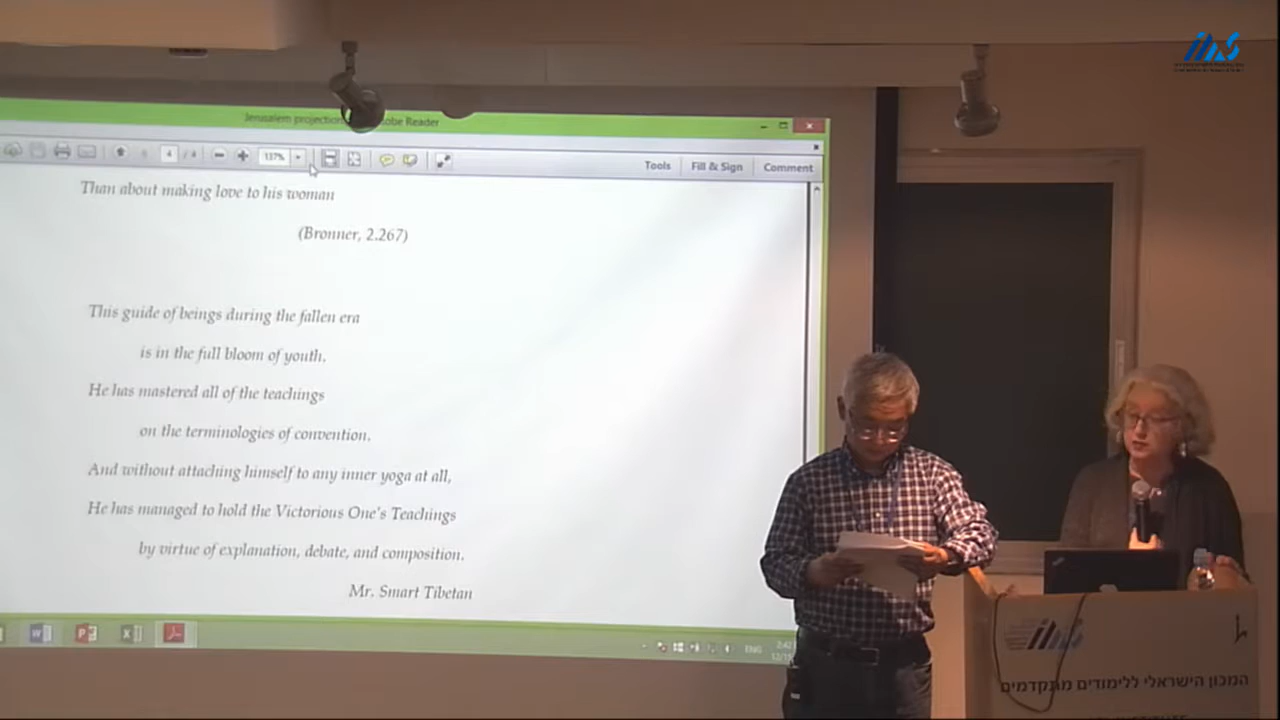 Jerusalem projection
Adobe Reader
4 / 4
137%
Tools
Fill & Sign
Comment
Than about making love to his woman
(Bronner, 2.267)
This guide of beings during the fallen era
is in the full bloom of youth.
He has mastered all of the teachings
on the terminologies of convention.
And without attaching himself to any inner yoga at all,
He has managed to hold the Victorious One's Teachings
by virtue of explanation, debate, and composition.
Mr. Smart Tibetan
ENG
המכון הישראלי ללימודים מתקדמים